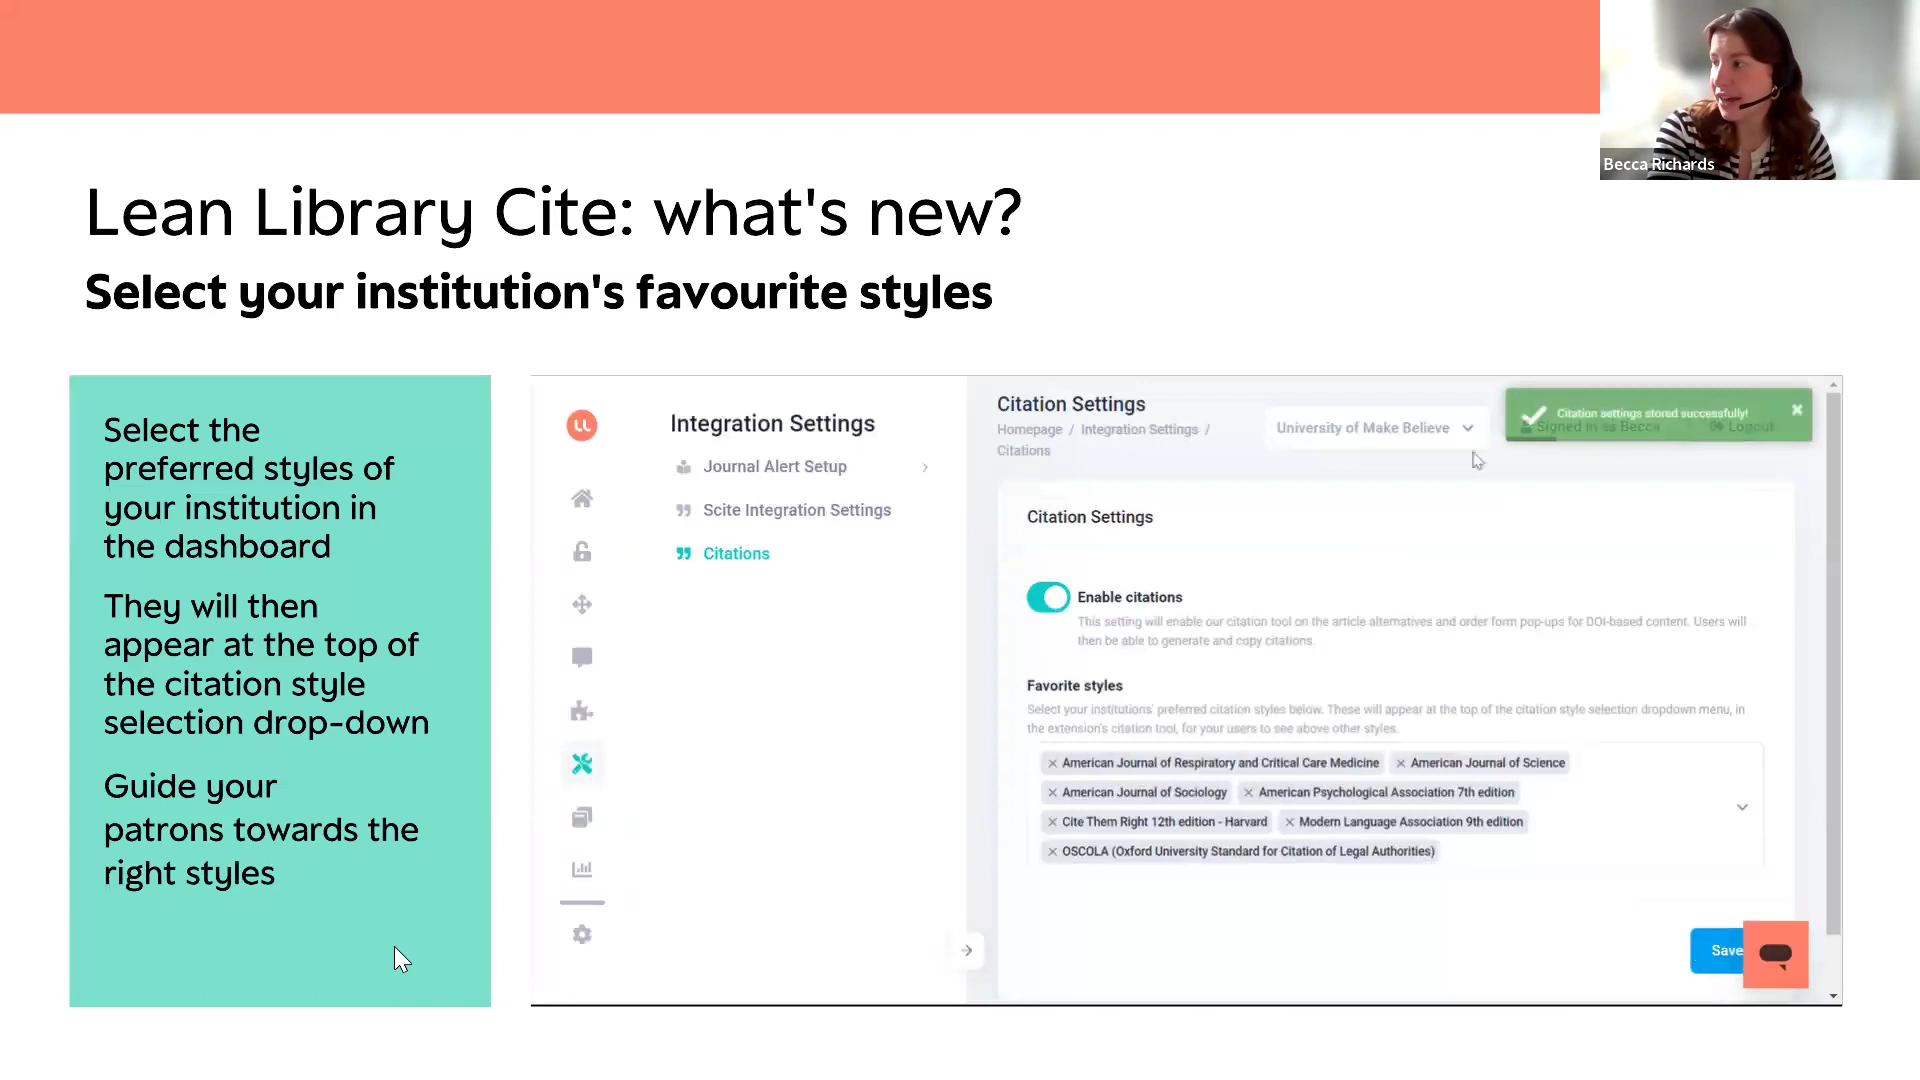 Becca Richards
Lean Library Cite: what's new?
Select your institution's favourite styles
Select the
preferred styles of
your institution in
the dashboard
They will then
appear at the top of
the citation style
selection drop-down
Guide your
patrons towards the
right styles
Integration Settings
Journal Alert Setup
Scite Integration Settings
Citations
Citation Settings
Homepage / Integration Settings /
Citations
University of Make Believe
Citation settings stored successfully!
Signed in as Becca
Logout
Citation Settings
Enable citations
This setting will enable our citation tool on the article alternatives and order form pop-ups for DOI-based content. Users will
then be able to generate and copy citations.
Favorite styles
Select your institutions' preferred citation styles below. These will appear at the top of the citation style selection dropdown menu, in
the extension's citation tool, for your users to see above other styles.
× American Journal of Respiratory and Critical Care Medicine × American Journal of Science
× American Journal of Sociology × American Psychological Association 7th edition
× Cite Them Right 12th edition - Harvard × Modern Language Association 9th edition
× OSCOLA (Oxford University Standard for Citation of Legal Authorities)
Save